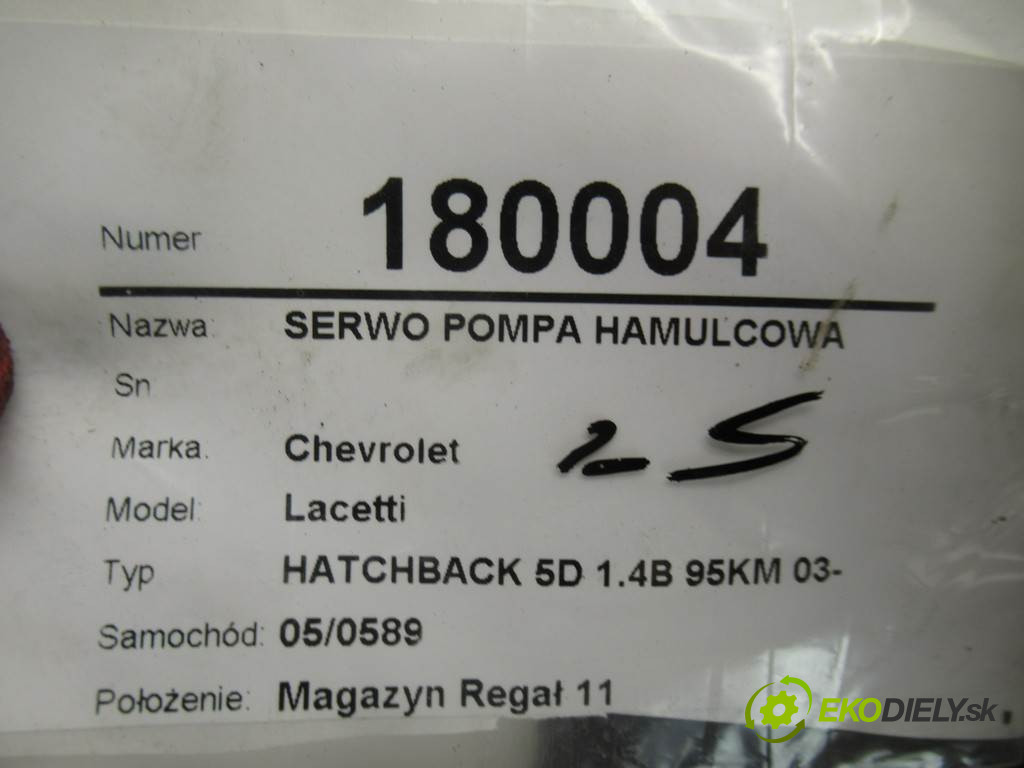 Numer 180004
Nazwa: SERWO POMPA HAMULCOWA
Sn
Marka: Chevrolet 25
Model: Lacetti
Typ HATCHBACK 5D 1.4B 95KM 03-
Samochód: 05/0589
Położenie: Magazyn Regał 11
EKODIELY.sk